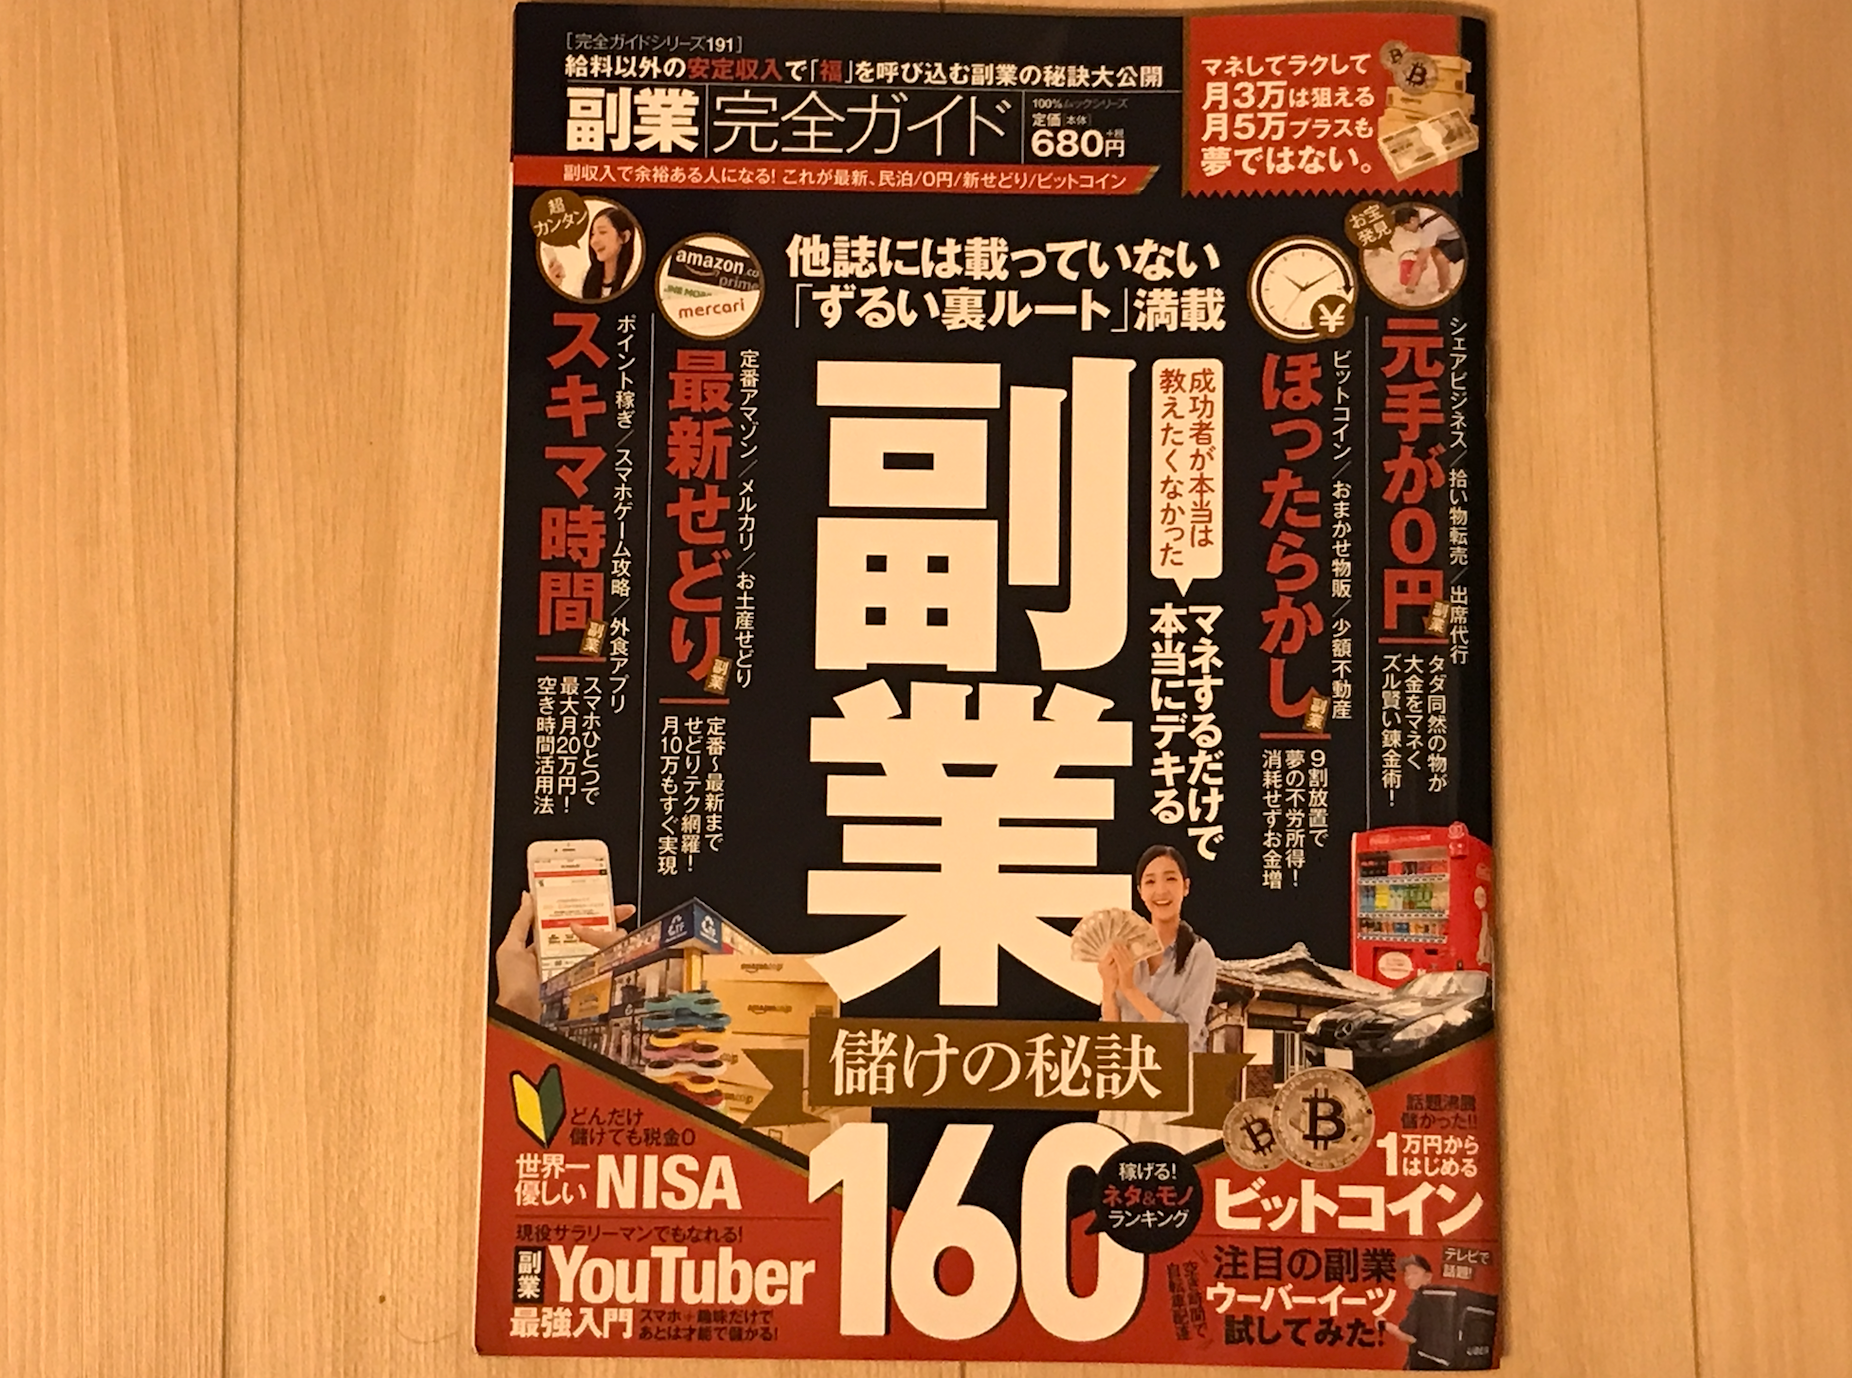 [完全ガイドシリーズ191]
給料以外の安定収入で「福」を呼び込む副業の秘訣大公開
副業 完全ガイド
100%ムックシリーズ
定価[本体]
680円
+税
副収入で余裕ある人になる! これが最新、民泊/0円/新せどり/ビットコイン
マネしてラクして
月3万は狙える
月5万プラスも
夢ではない。
他誌には載っていない
「ずるい裏ルート」満載
お宝
発見
シェアビジネス/拾い物転売/出席代行
元手が0円
副業
タダ同然の物が
大金をマネく
ズル賢い錬金術!
¥
ビットコイン/おまかせ物販/少額不動産
ほったらかし
副業
9割放置で
夢の不労所得!
消耗せずお金増
成功者が本当は
教えたくなかった
マネするだけで
本当にデキる
副業
儲けの秘訣
160
稼げる!
ネタ&モノ
ランキング
amazon.co
prime
mercari
定番アマゾン/メルカリ/お土産せどり
最新せどり
副業
定番〜最新まで
せどりテク網羅!
月10万もすぐ実現
超
カンタン
ポイント稼ぎ/スマホゲーム攻略/外食アプリ
スキマ時間
副業
スマホひとつで
最大月20万円!
空き時間活用法
どんだけ
儲けても税金0
世界一
優しい
NISA
現役サラリーマンでもなれる!
副業
YouTuber
最強入門
スマホ+趣味だけで
あとは才能で儲かる!
話題沸騰
儲かった!!
1万円から
はじめる
ビットコイン
空き時間で
自転車配達
注目の副業
ウーバーイーツ
試してみた!
テレビで
話題!